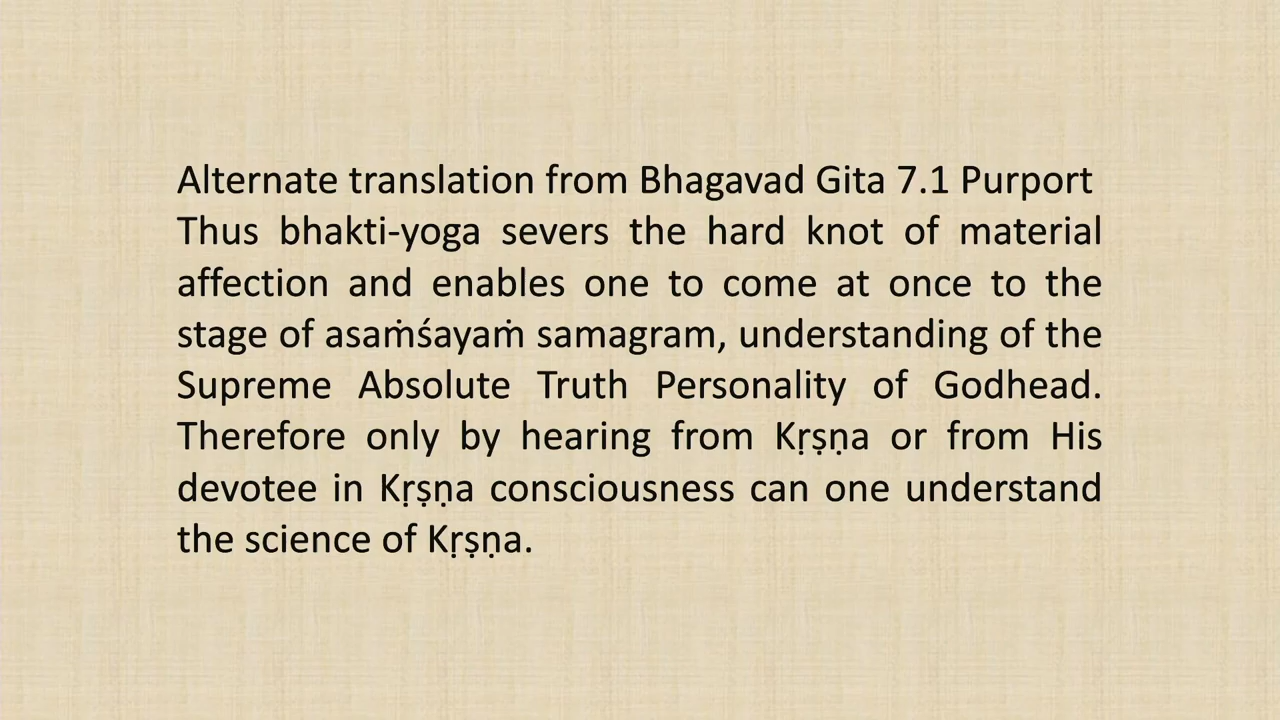 Alternate translation from Bhagavad Gita 7.1 Purport
Thus bhakti-yoga severs the hard knot of material
affection and enables one to come at once to the
stage of asaṁśayaṁ samagram, understanding of the
Supreme Absolute Truth Personality of Godhead.
Therefore only by hearing from Kṛṣṇa or from His
devotee in Kṛṣṇa consciousness can one understand
the science of Kṛṣṇa.